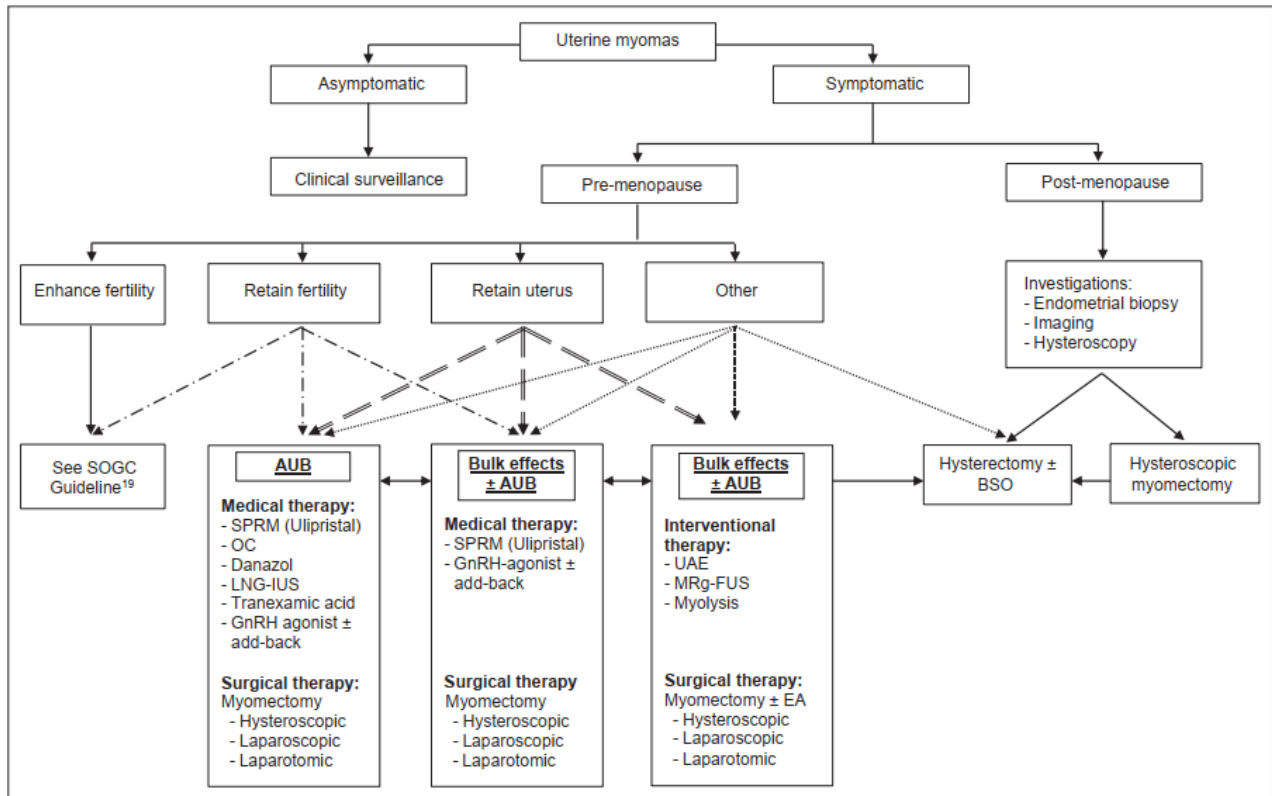 Uterine myomas
Asymptomatic
Symptomatic
Clinical surveillance
Pre-menopause
Post-menopause
Enhance fertility
Retain fertility
Retain uterus
Other
Investigations:
- Endometrial biopsy
- Imaging
- Hysteroscopy
See SOGC
Guideline19
AUB
Medical therapy:
- SPRM (Ulipristal)
- OC
- Danazol
- LNG-IUS
- Tranexamic acid
- GnRH agonist ±
add-back
Surgical therapy:
Myomectomy
- Hysteroscopic
- Laparoscopic
- Laparotomic
Bulk effects
± AUB
Medical therapy:
- SPRM (Ulipristal)
- GnRH-agonist ±
add-back
Surgical therapy
Myomectomy
- Hysteroscopic
- Laparoscopic
- Laparotomic
Bulk effects
± AUB
Interventional
therapy:
- UAE
- MRg-FUS
- Myolysis
Surgical therapy:
Myomectomy ± EA
- Hysteroscopic
- Laparoscopic
- Laparotomic
Hysterectomy ±
BSO
Hysteroscopic
myomectomy